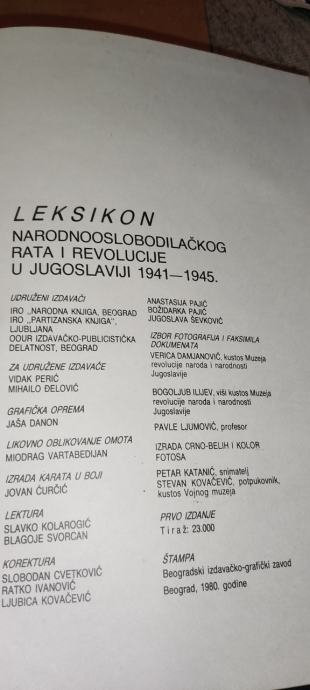 LEKSIKON
NARODNOOSLOBODILAČKOG
RATA I REVOLUCIJE
U JUGOSLAVIJI 1941—1945.
UDRUŽENI IZDAVAČI
IRO „NARODNA KNJIGA, BEOGRAD
IRO "PARTIZANSKA KNJIGA",
LJUBLJANA
OOUR IZDAVAČKO-PUBLICISTIČKA
DELATNOST, BEOGRAD
ZA UDRUŽENE IZDAVAČE
VIDAK PERIĆ
MIHAILO ĐELOVIĆ
GRAFIČKA OPREMA
JAŠA DANON
LIKOVNO OBLIKOVANJE OMOTA
MIODRAG VARTABEDIJAN
IZRADA KARATA U BOJI
JOVAN ĆURČIĆ
LEKTURA
SLAVKO KOLAROGIĆ
BLAGOJE SVORCAN
KOREKTURA
SLOBODAN CVETKOVIĆ
RATKO IVANOVIĆ
LJUBICA KOVAČEVIĆ
ANASTASIJA PAJIĆ
BOŽIDARKA PAJIĆ
JUGOSLAVA ŠEVKOVIĆ
IZBOR FOTOGRAFIJA I FAKSIMILA
DOKUMENATA
VERICA DAMJANOVIĆ, kustos Muzeja
revolucije naroda i narodnosti
Jugoslavije
BOGOLJUB ILIJEV, viši kustos Muzeja
revolucije naroda i narodnosti
Jugoslavije
PAVLE LJUMOVIĆ, profesor
IZRADA CRNO-BELIH I KOLOR
FOTOSA
PETAR KATANIĆ, snimatelj
STEVAN KOVAČEVIĆ, potpukovnik,
kustos Vojnog muzeja
PRVO IZDANJE
Tiraž: 23.000
ŠTAMPA
Beogradski izdavačko-grafički zavod
Beograd, 1980. godine